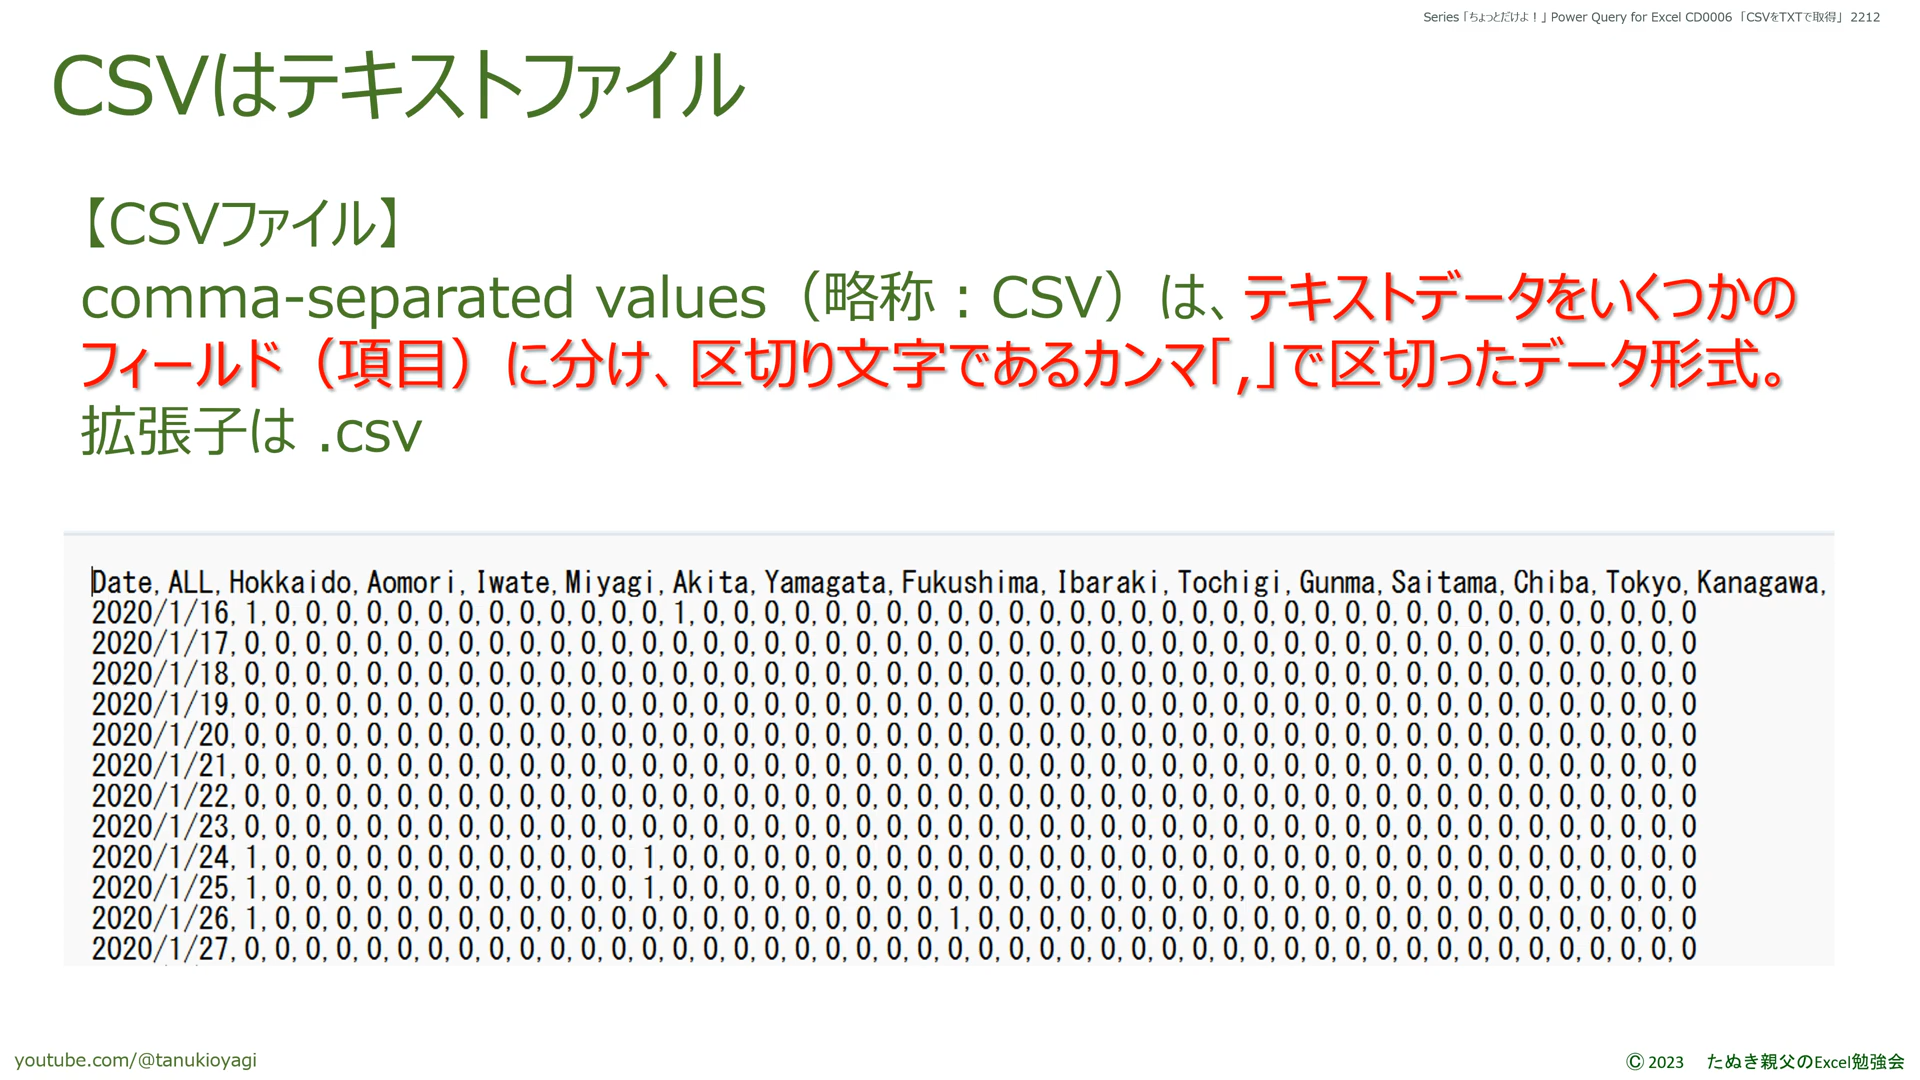 Series「ちょっとだけよ！」Power Query for Excel CD0006 「CSVをTXTで取得」 2212
CSVはテキストファイル
【CSVファイル】
comma-separated values（略称：CSV）は、テキストデータをいくつかの
フィールド（項目）に分け、区切り文字であるカンマ「,」で区切ったデータ形式。
拡張子は .csv
Date,ALL,Hokkaido,Aomori,Iwate,Miyagi,Akita,Yamagata,Fukushima,Ibaraki,Tochigi,Gunma,Saitama,Chiba,Tokyo,Kanagawa,
2020/1/16,1,0,0,0,0,0,0,0,0,0,0,0,0,0,1,0,0,0,0,0,0,0,0,0,0,0,0,0,0,0,0,0,0,0,0,0,0,0,0,0,0,0,0,0,0,0,0,0
2020/1/17,0,0,0,0,0,0,0,0,0,0,0,0,0,0,0,0,0,0,0,0,0,0,0,0,0,0,0,0,0,0,0,0,0,0,0,0,0,0,0,0,0,0,0,0,0,0,0,0
2020/1/18,0,0,0,0,0,0,0,0,0,0,0,0,0,0,0,0,0,0,0,0,0,0,0,0,0,0,0,0,0,0,0,0,0,0,0,0,0,0,0,0,0,0,0,0,0,0,0,0
2020/1/19,0,0,0,0,0,0,0,0,0,0,0,0,0,0,0,0,0,0,0,0,0,0,0,0,0,0,0,0,0,0,0,0,0,0,0,0,0,0,0,0,0,0,0,0,0,0,0,0
2020/1/20,0,0,0,0,0,0,0,0,0,0,0,0,0,0,0,0,0,0,0,0,0,0,0,0,0,0,0,0,0,0,0,0,0,0,0,0,0,0,0,0,0,0,0,0,0,0,0,0
2020/1/21,0,0,0,0,0,0,0,0,0,0,0,0,0,0,0,0,0,0,0,0,0,0,0,0,0,0,0,0,0,0,0,0,0,0,0,0,0,0,0,0,0,0,0,0,0,0,0,0
2020/1/22,0,0,0,0,0,0,0,0,0,0,0,0,0,0,0,0,0,0,0,0,0,0,0,0,0,0,0,0,0,0,0,0,0,0,0,0,0,0,0,0,0,0,0,0,0,0,0,0
2020/1/23,0,0,0,0,0,0,0,0,0,0,0,0,0,0,0,0,0,0,0,0,0,0,0,0,0,0,0,0,0,0,0,0,0,0,0,0,0,0,0,0,0,0,0,0,0,0,0,0
2020/1/24,1,0,0,0,0,0,0,0,0,0,0,0,0,1,0,0,0,0,0,0,0,0,0,0,0,0,0,0,0,0,0,0,0,0,0,0,0,0,0,0,0,0,0,0,0,0,0,0
2020/1/25,1,0,0,0,0,0,0,0,0,0,0,0,0,1,0,0,0,0,0,0,0,0,0,0,0,0,0,0,0,0,0,0,0,0,0,0,0,0,0,0,0,0,0,0,0,0,0,0
2020/1/26,1,0,0,0,0,0,0,0,0,0,0,0,0,0,0,0,0,0,0,0,0,0,0,1,0,0,0,0,0,0,0,0,0,0,0,0,0,0,0,0,0,0,0,0,0,0,0,0
2020/1/27,0,0,0,0,0,0,0,0,0,0,0,0,0,0,0,0,0,0,0,0,0,0,0,0,0,0,0,0,0,0,0,0,0,0,0,0,0,0,0,0,0,0,0,0,0,0,0,0
youtube.com/@tanukioyagi
Ⓒ 2023 たぬき親父のExcel勉強会